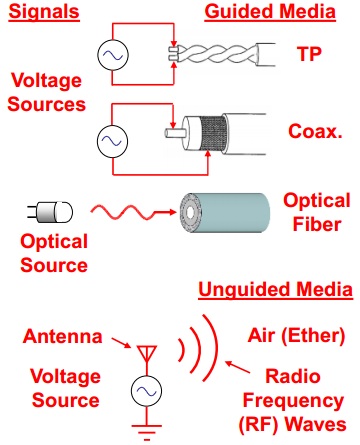 Signals
Guided Media
TP
Voltage
Sources
Coax.
Optical
Fiber
Optical
Source
Unguided Media
Antenna
Air (Ether)
Voltage
Source
Radio
Frequency
(RF) Waves